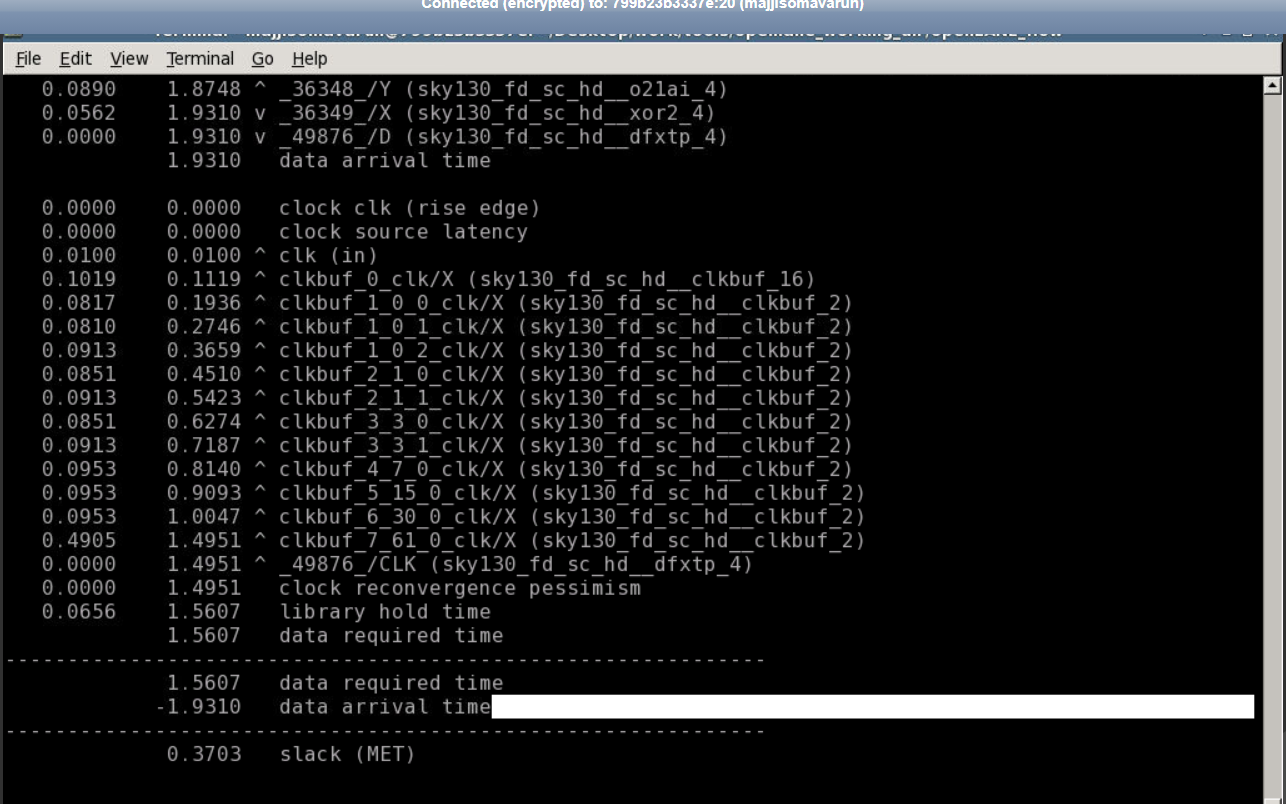 Connected (encrypted) to: 799b23b3337e:20 (majjisomavarun)
File Edit View Terminal Go Help
0.0890 1.8748 ^ _36348_/Y (sky130_fd_sc_hd__o21ai_4)
0.0562 1.9310 v _36349_/X (sky130_fd_sc_hd__xor2_4)
0.0000 1.9310 v _49876_/D (sky130_fd_sc_hd__dfxtp_4)
1.9310 data arrival time
0.0000 0.0000 clock clk (rise edge)
0.0000 0.0000 clock source latency
0.0100 0.0100 ^ clk (in)
0.1019 0.1119 ^ clkbuf_0_clk/X (sky130_fd_sc_hd__clkbuf_16)
0.0817 0.1936 ^ clkbuf_1_0_0_clk/X (sky130_fd_sc_hd__clkbuf_2)
0.0810 0.2746 ^ clkbuf_1_0_1_clk/X (sky130_fd_sc_hd__clkbuf_2)
0.0913 0.3659 ^ clkbuf_1_0_2_clk/X (sky130_fd_sc_hd__clkbuf_2)
0.0851 0.4510 ^ clkbuf_2_1_0_clk/X (sky130_fd_sc_hd__clkbuf_2)
0.0913 0.5423 ^ clkbuf_2_1_1_clk/X (sky130_fd_sc_hd__clkbuf_2)
0.0851 0.6274 ^ clkbuf_3_3_0_clk/X (sky130_fd_sc_hd__clkbuf_2)
0.0913 0.7187 ^ clkbuf_3_3_1_clk/X (sky130_fd_sc_hd__clkbuf_2)
0.0953 0.8140 ^ clkbuf_4_7_0_clk/X (sky130_fd_sc_hd__clkbuf_2)
0.0953 0.9093 ^ clkbuf_5_15_0_clk/X (sky130_fd_sc_hd__clkbuf_2)
0.0953 1.0047 ^ clkbuf_6_30_0_clk/X (sky130_fd_sc_hd__clkbuf_2)
0.4905 1.4951 ^ clkbuf_7_61_0_clk/X (sky130_fd_sc_hd__clkbuf_2)
0.0000 1.4951 ^ _49876_/CLK (sky130_fd_sc_hd__dfxtp_4)
0.0000 1.4951 clock reconvergence pessimism
0.0656 1.5607 library hold time
1.5607 data required time
-------------------------------------------------------------
1.5607 data required time
-1.9310 data arrival time
-------------------------------------------------------------
0.3703 slack (MET)